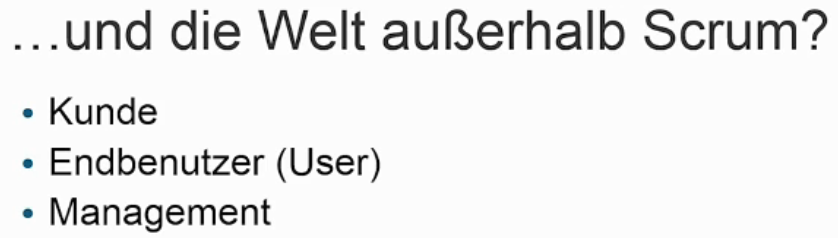 ...und die Welt außerhalb Scrum?
• Kunde
• Endbenutzer (User)
• Management